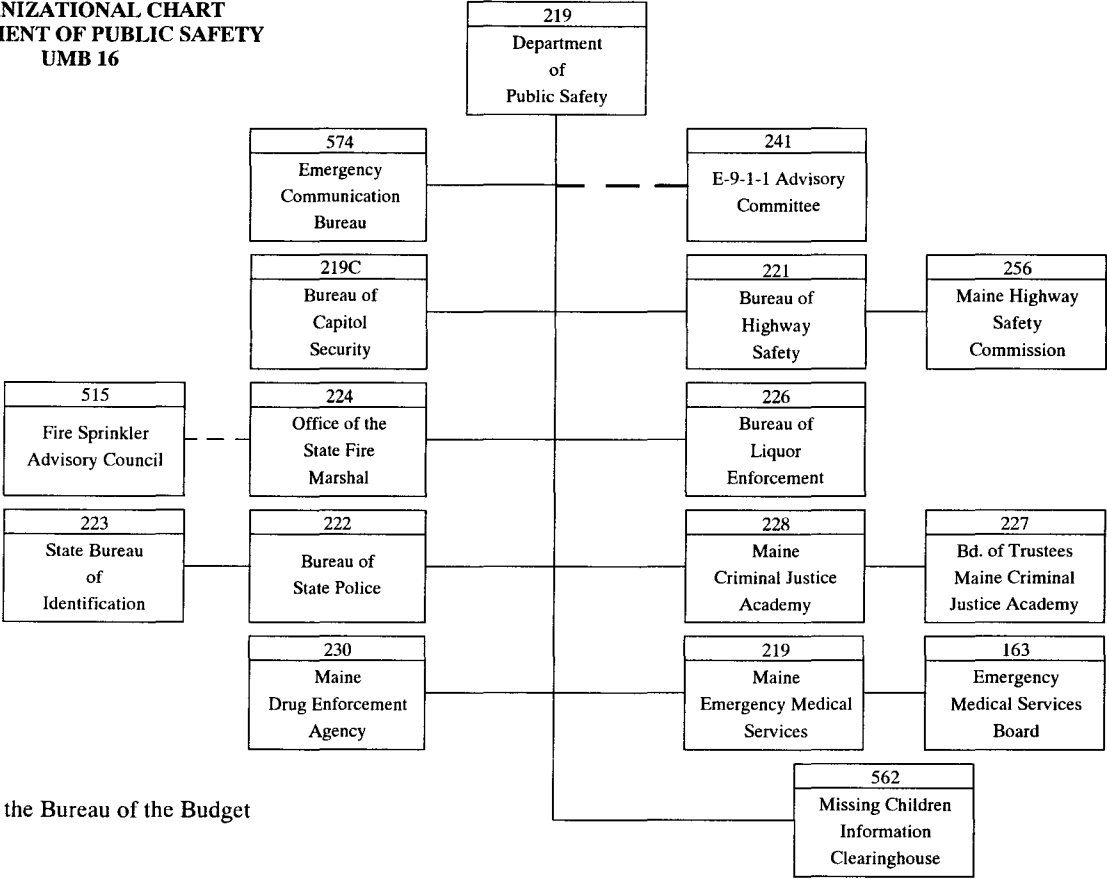 NIZATIONAL CHART
MENT OF PUBLIC SAFETY
UMB 16
219
Department
of
Public Safety
574
Emergency
Communication
Bureau
241
E-9-1-1 Advisory
Committee
219C
Bureau of
Capitol
Security
221
Bureau of
Highway
Safety
256
Maine Highway
Safety
Commission
515
Fire Sprinkler
Advisory Council
224
Office of the
State Fire
Marshal
226
Bureau of
Liquor
Enforcement
223
State Bureau
of
Identification
222
Bureau of
State Police
228
Maine
Criminal Justice
Academy
227
Bd. of Trustees
Maine Criminal
Justice Academy
230
Maine
Drug Enforcement
Agency
219
Maine
Emergency Medical
Services
163
Emergency
Medical Services
Board
562
Missing Children
Information
Clearinghouse
the Bureau of the Budget